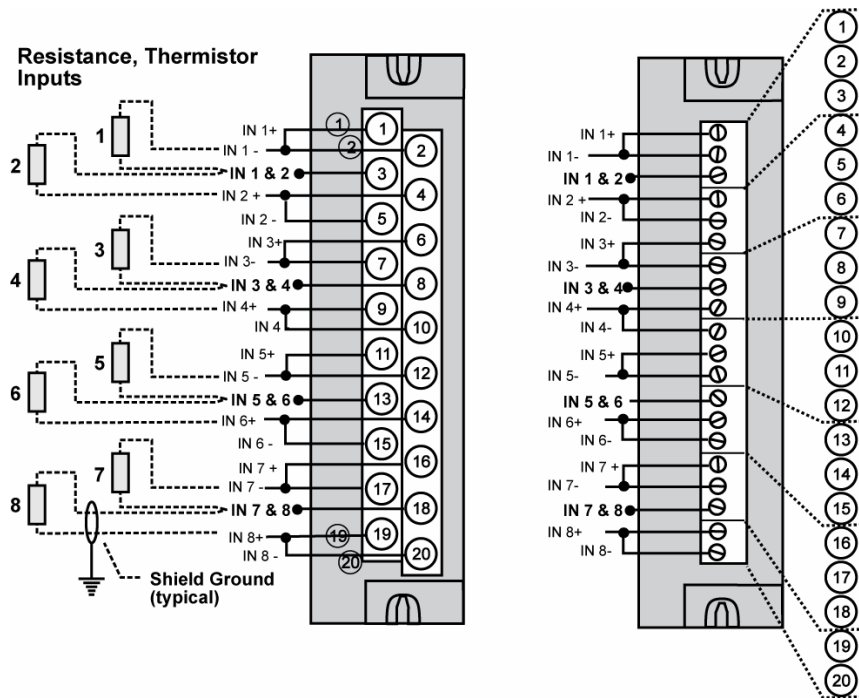 Resistance, Thermistor
Inputs
1
2
3
4
5
6
7
8
IN 1+
IN 1 -
IN 1 & 2
IN 2 +
IN 2 -
IN 3+
IN 3-
IN 3 & 4
IN 4+
IN 4
IN 5+
IN 5 -
IN 5 & 6
IN 6+
IN 6 -
IN 7 +
IN 7 -
IN 7 & 8
IN 8+
IN 8 -
Shield Ground
(typical)
1
2
19
20
1
2
3
4
5
6
7
8
9
10
11
12
13
14
15
16
17
18
19
20
IN 1+
IN 1-
IN 1 & 2
IN 2 +
IN 2-
IN 3+
IN 3-
IN 3 & 4
IN 4+
IN 4-
IN 5+
IN 5-
IN 5 & 6
IN 6+
IN 6-
IN 7 +
IN 7-
IN 7 & 8
IN 8+
IN 8-
1
2
3
4
5
6
7
8
9
10
11
12
13
14
15
16
17
18
19
20